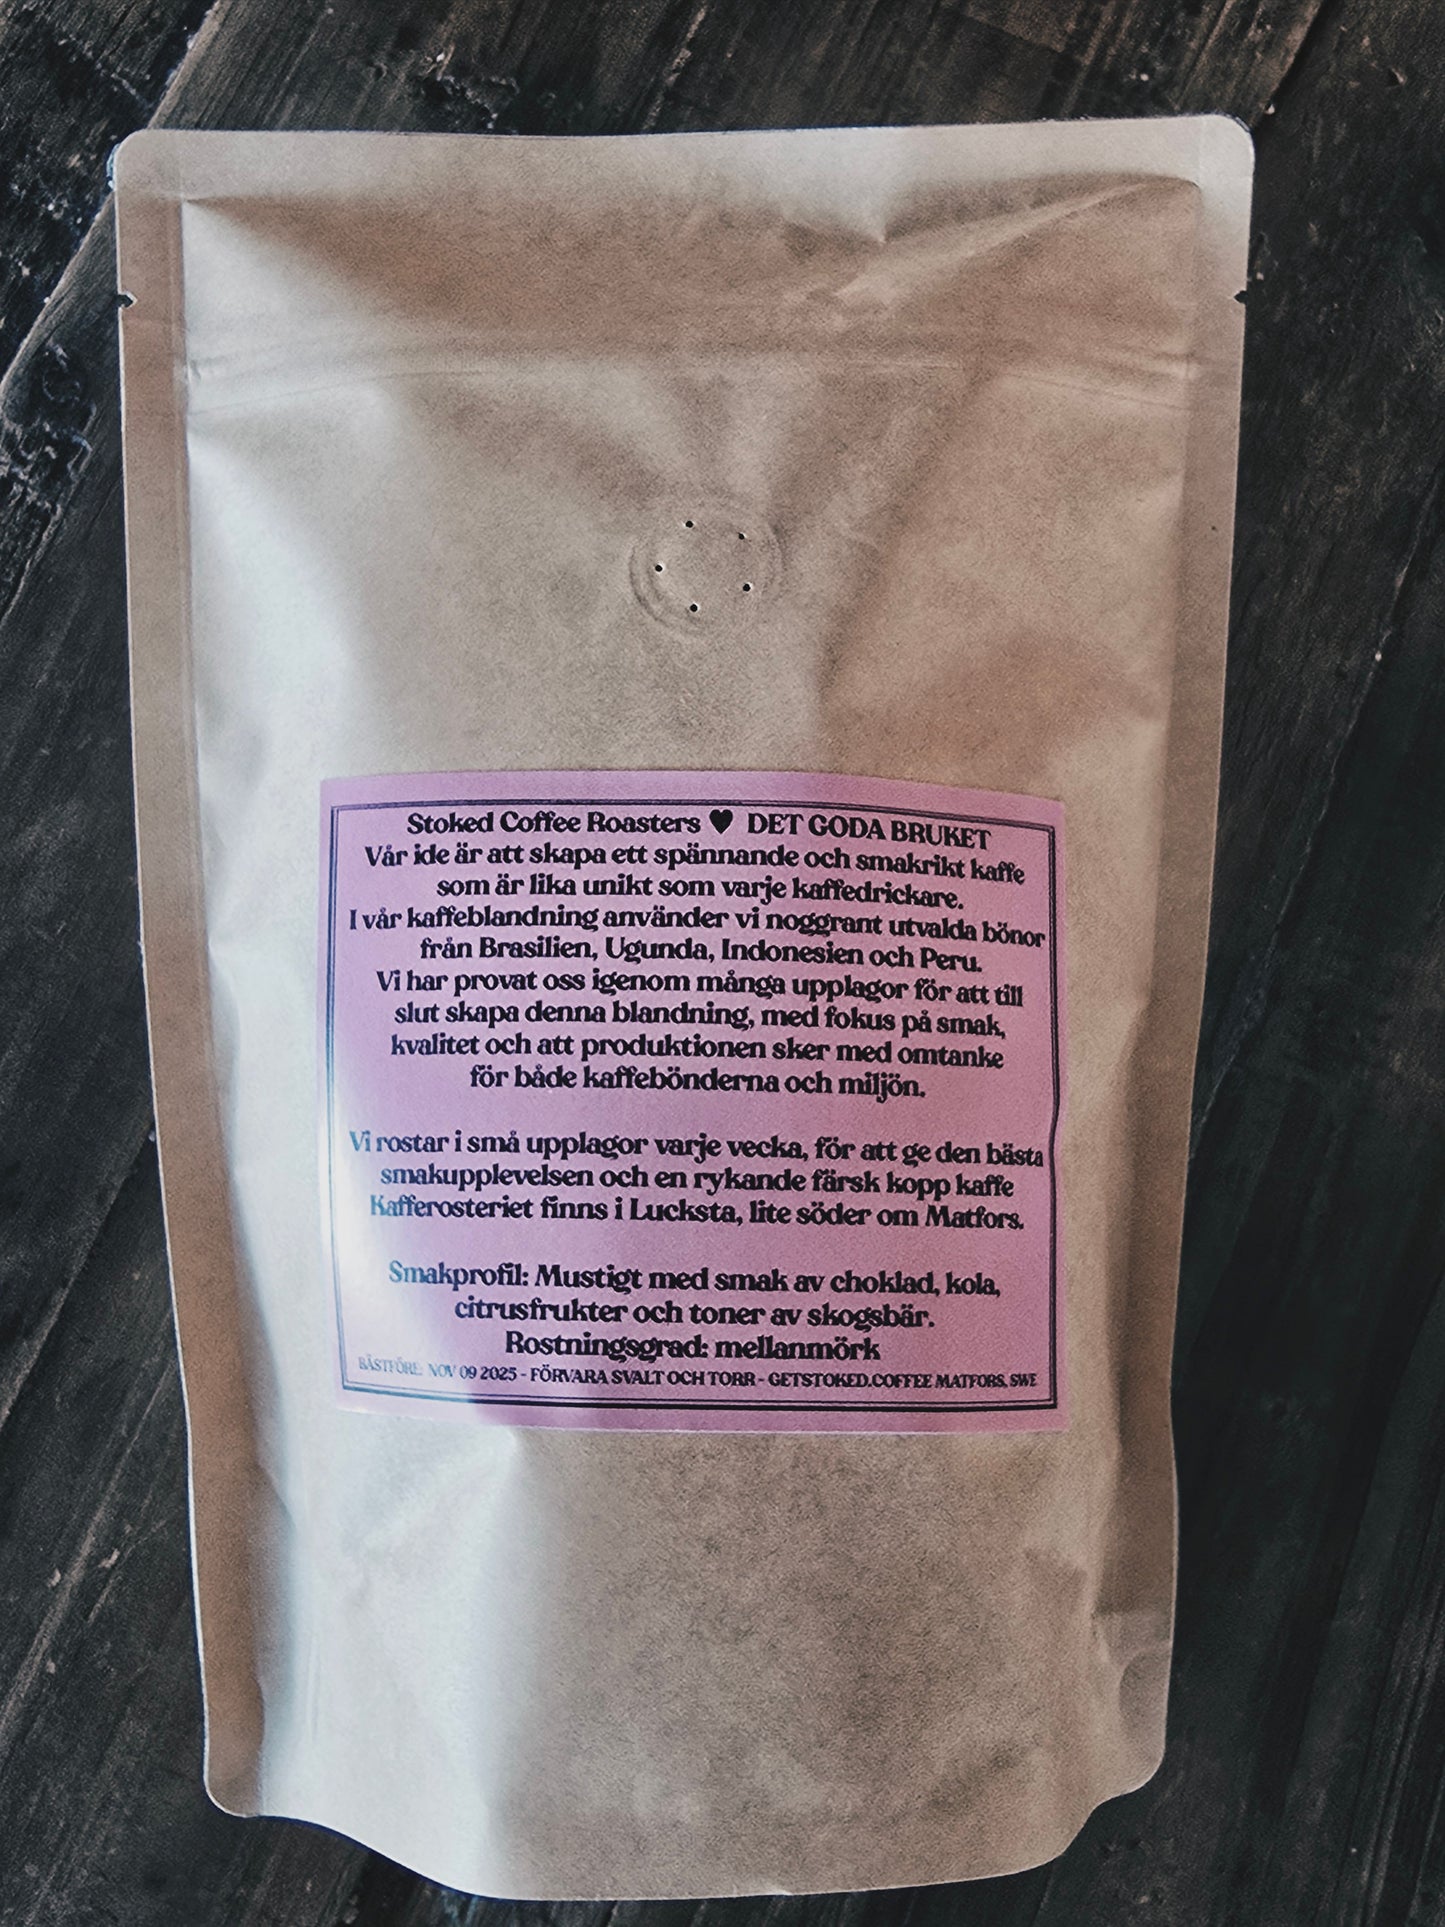 Stoked Coffee Roasters ♥ DET GODA BRUKET
Vår ide är att skapa ett spännande och smakrikt kaffe
som är lika unikt som varje kaffedrickare.
I vår kaffeblandning använder vi noggrant utvalda bönor
från Brasilien, Ugunda, Indonesien och Peru.
Vi har provat oss igenom många upplagor för att till
slut skapa denna blandning, med fokus på smak,
kvalitet och att produktionen sker med omtanke
för både kaffebönderna och miljön.
Vi rostar i små upplagor varje vecka, för att ge den bästa
smakupplevelsen och en rykande färsk kopp kaffe
Kafferosteriet finns i Lucksta, lite söder om Matfors.
Smakprofil: Mustigt med smak av choklad, kola,
citrusfrukter och toner av skogsbär.
Rostningsgrad: mellanmörk
BÄSTFÖRE: NOV 09 2025 - FÖRVARA SVALT OCH TORR - GETSTOKED.COFFEE MATFORS, SWE